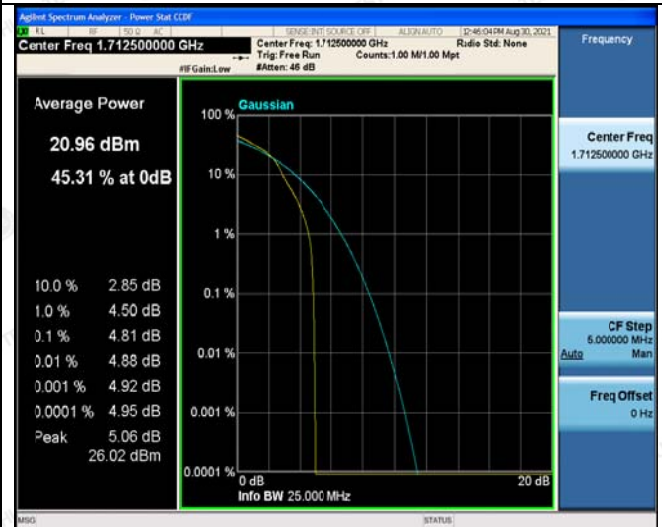 Agilent Spectrum Analyzer - Power Stat CCDF
RL RF 50 Ω AC SENSE:INT SOURCE OFF ALIGN AUTO 12:46:04 PM Aug 30, 2021
Center Freq 1.712500000 GHz
Center Freq: 1.712500000 GHz Radio Std: None
Trig: Free Run Counts:1.00 M/1.00 Mpt
#IFGain:Low #Atten: 46 dB
Frequency
Average Power
20.96 dBm
45.31 % at 0dB
10.0 % 2.85 dB
1.0 % 4.50 dB
0.1 % 4.81 dB
0.01 % 4.88 dB
0.001 % 4.92 dB
0.0001 % 4.95 dB
Peak 5.06 dB
26.02 dBm
Gaussian
100 %
10 %
1 %
0.1 %
0.01 %
0.001 %
0.0001 %
0 dB 20 dB
Info BW 25.000 MHz
Center Freq
1.712500000 GHz
CF Step
5.000000 MHz
Auto Man
Freq Offset
0 Hz
MSG STATUS